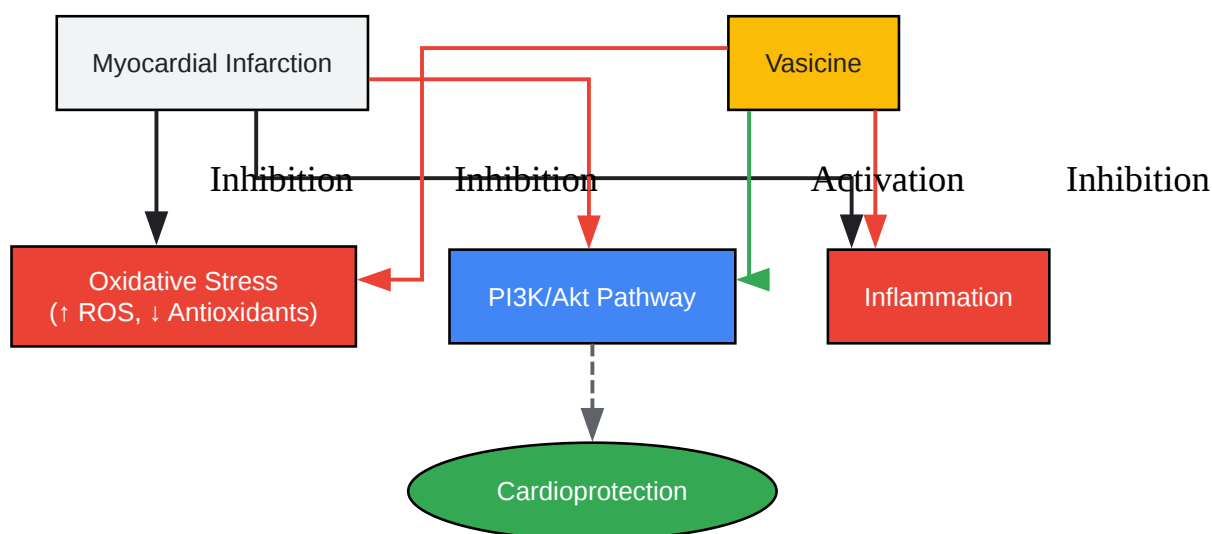 Myocardial Infarction
Vasicine
Inhibition
Inhibition
Activation
Inhibition
Oxidative Stress
(↑ ROS, ↓ Antioxidants)
PI3K/Akt Pathway
Inflammation
Cardioprotection